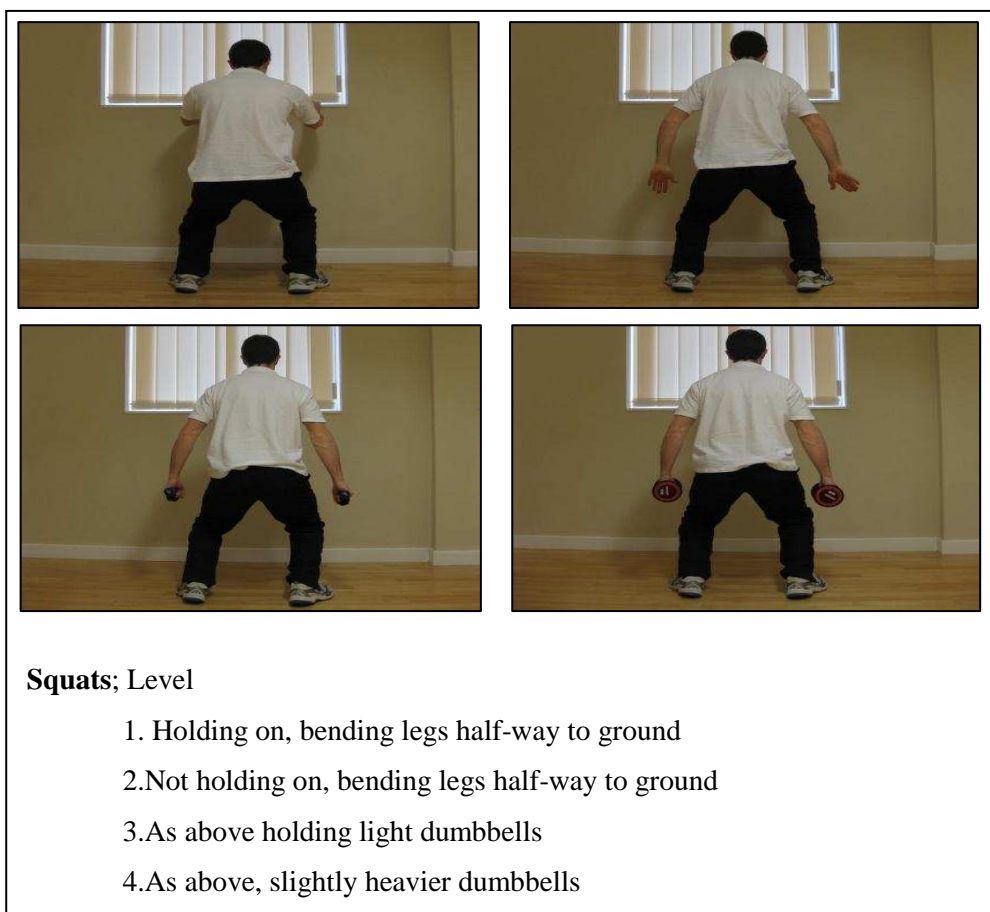 Squats; Level
1. Holding on, bending legs half-way to ground
2.Not holding on, bending legs half-way to ground
3.As above holding light dumbbells
4.As above, slightly heavier dumbbells